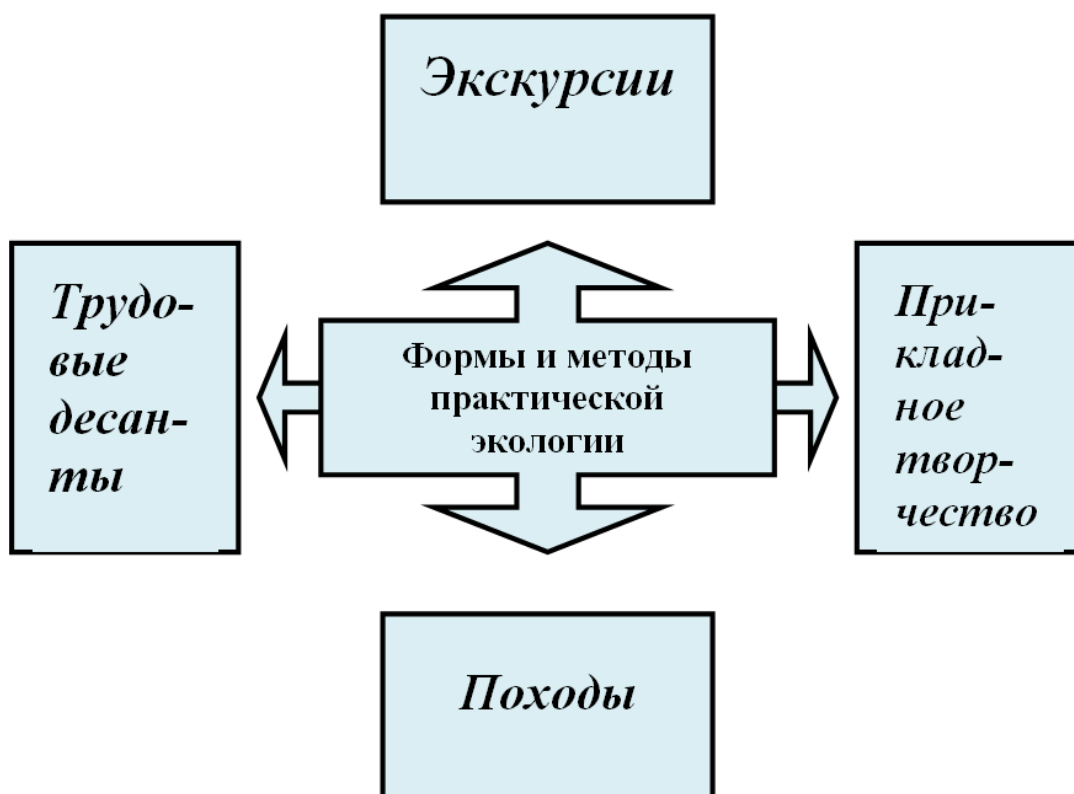 Экскурсии
Трудо-
вые
десан-
ты
Формы и методы
практической
экологии
При-
клад-
ное
твор-
чество
Походы